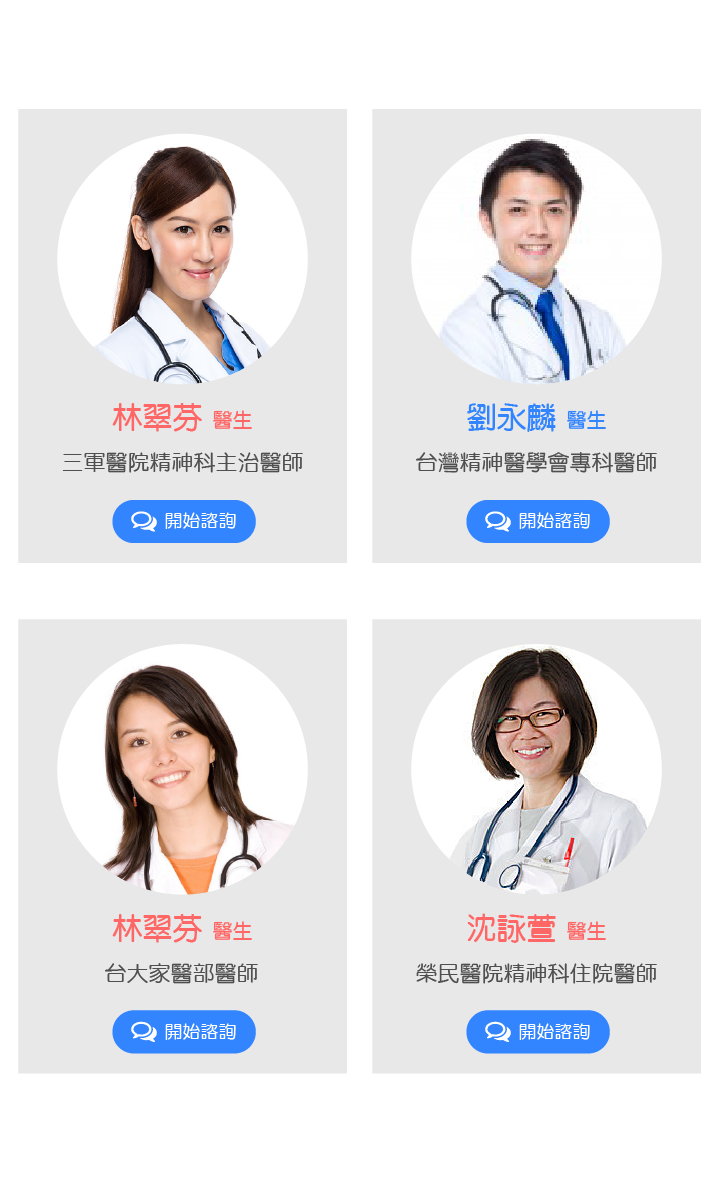 林翠芬 醫生
三軍醫院精神科主治醫師
開始諮詢
劉永麟 醫生
台灣精神醫學會專科醫師
開始諮詢
林翠芬 醫生
台大家醫部醫師
開始諮詢
沈詠萱 醫生
榮民醫院精神科住院醫師
開始諮詢